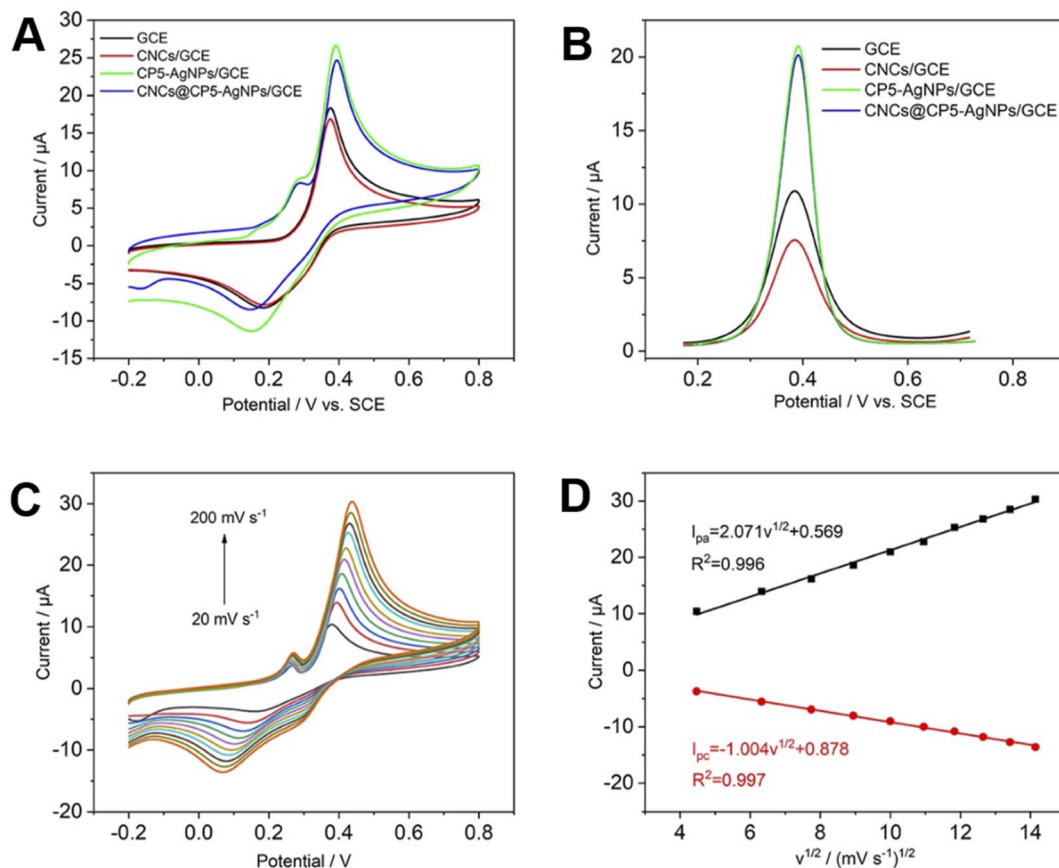 A
30
25
20
15
10
5
0
-5
-10
-15
Current / µA
GCE
CNCs/GCE
CP5-AgNPs/GCE
CNCs@CP5-AgNPs/GCE
-0.2 0.0 0.2 0.4 0.6 0.8
Potential / V vs. SCE
B
20
15
10
5
0
Current / µA
GCE
CNCs/GCE
CP5-AgNPs/GCE
CNCs@CP5-AgNPs/GCE
0.2 0.4 0.6 0.8
Potential / V vs. SCE
C
30
20
10
0
-10
-20
Current / µA
200 mV s⁻¹
20 mV s⁻¹
-0.2 0.0 0.2 0.4 0.6 0.8
Potential / V
D
30
20
10
0
-10
-20
Current / µA
Ipa=2.071v1/2+0.569
R²=0.996
Ipc=-1.004v1/2+0.878
R²=0.997
4 6 8 10 12 14
v1/2 / (mV s⁻¹)1/2